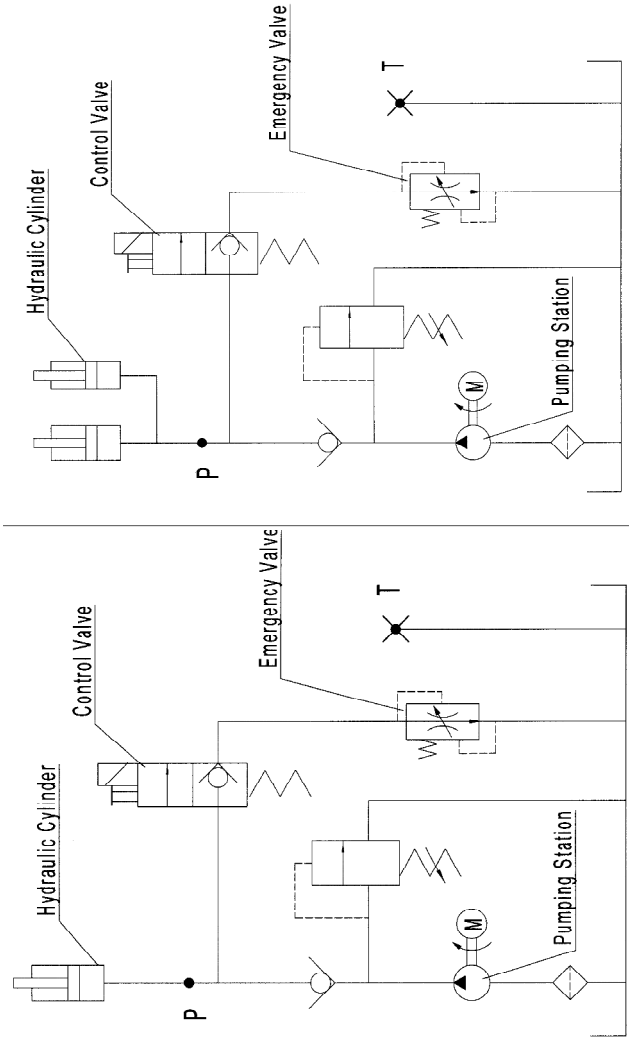 Hydraulic Cylinder
Control Valve
Emergency Valve
T
P
M
Pumping Station
Hydraulic Cylinder
Control Valve
Emergency Valve
T
P
M
Pumping Station